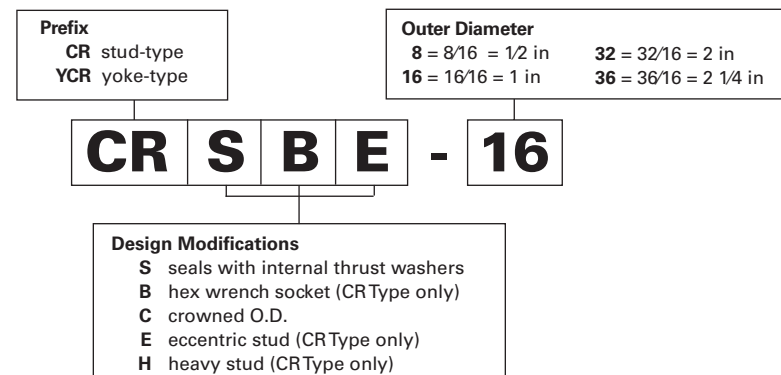 Prefix
CR stud-type
YCR yoke-type
Outer Diameter
8 = 8/16 = 1/2 in
16 = 16/16 = 1 in
32 = 32/16 = 2 in
36 = 36/16 = 2 1/4 in
CR S B E - 16
Design Modifications
S seals with internal thrust washers
B hex wrench socket (CR Type only)
C crowned O.D.
E eccentric stud (CR Type only)
H heavy stud (CR Type only)